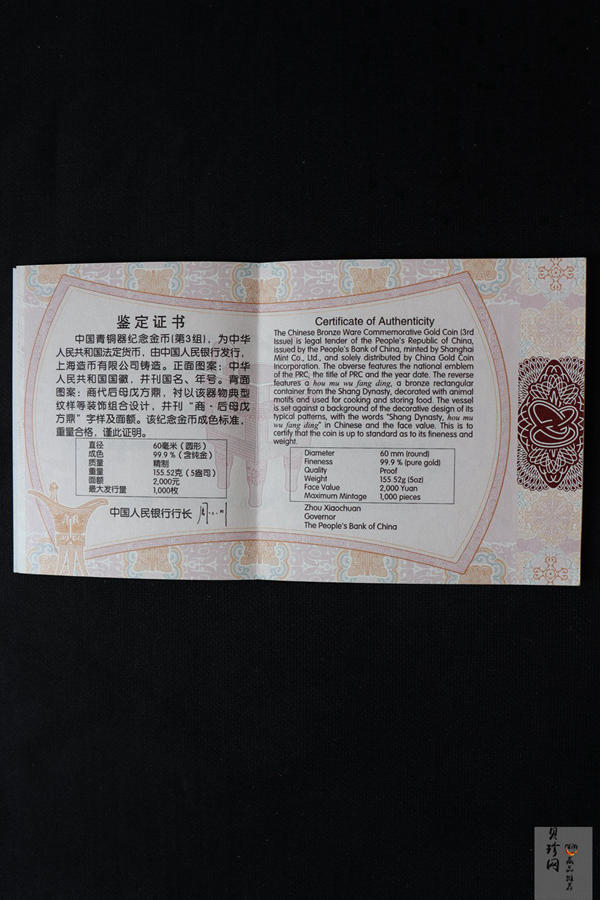 鉴定证书
中国青铜器纪念金币(第3组)，为中华
人民共和国法定货币，由中国人民银行发行，
上海造币有限公司铸造。正面图案：中华
人民共和国国徽，井刊国名、年号。背面
图案：商代后母戊方鼎，衬以该器物典型
纹样等装饰组合设计，井刊“商·后母戊
方鼎”字样及面额。该纪念金币成色标准，
重量合格，谨此证明。
直径 60毫米（圆形）
成色 99.9％（含纯金）
质量 精制
重量 155.52克（5盎司）
面额 2,000元
最大发行量 1,000枚
中国人民银行行长
Certificate of Authenticity
The Chinese Bronze Ware Commemorative Gold Coin (3rd
Issue) is legal tender of the People's Republic of China,
issued by the People's Bank of China, minted by Shanghai
Mint Co., Ltd., and solely distributed by China Gold Coin
Incorporation. The obverse features the national emblem
of the PRC, the title of PRC and the year date. The reverse
features a hou mu wu fang ding, a bronze rectangular
container from the Shang Dynasty, decorated with animal
motifs and used for cooking and storing food. The vessel
is set against a background of the decorative design of its
typical patterns, with the words "Shang Dynasty, hou mu
wu fang ding" in Chinese and the face value. This is to
certify that the coin is up to standard as to its fineness and
weight.
Diameter 60 mm (round)
Fineness 99.9 % (pure gold)
Quality Proof
Weight 155.52g (5oz)
Face Value 2,000 Yuan
Maximum Mintage 1,000 pieces
Zhou Xiaochuan
Governor
The People's Bank of China
贝珍网
藏品推荐